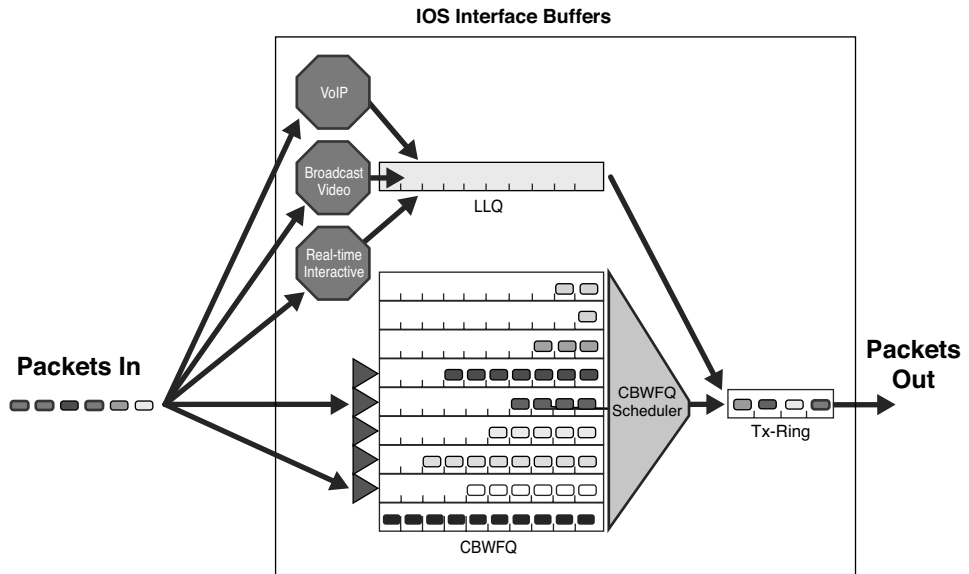 IOS Interface Buffers
VoIP
Broadcast
Video
LLQ
Real-time
Interactive
Packets In
CBWFQ
Scheduler
Packets
Out
Tx-Ring
CBWFQ